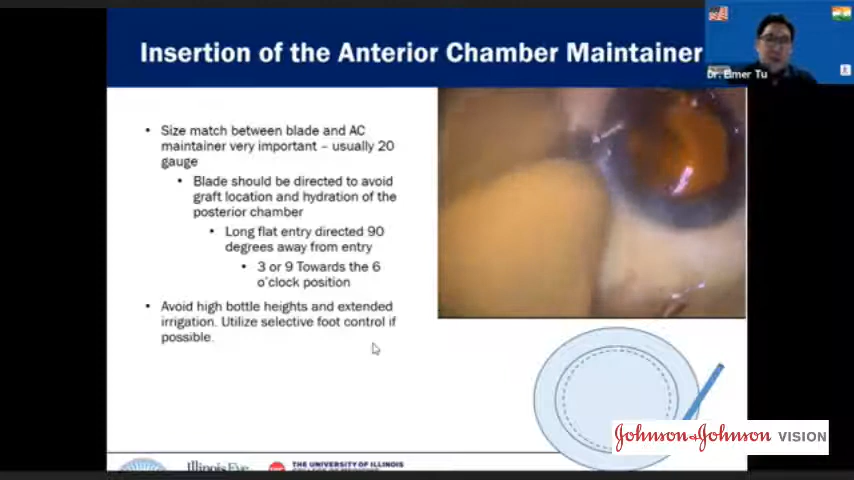 Insertion of the Anterior Chamber Maintainer
Dr. Elmer Tu
Size match between blade and AC
maintainer very important – usually 20
gauge
Blade should be directed to avoid
graft location and hydration of the
posterior chamber
Long flat entry directed 90
degrees away from entry
3 or 9 Towards the 6
o'clock position
Avoid high bottle heights and extended
irrigation. Utilize selective foot control if
possible.
Johnson & Johnson VISION
Illinois Eye
THE UNIVERSITY OF ILLINOIS